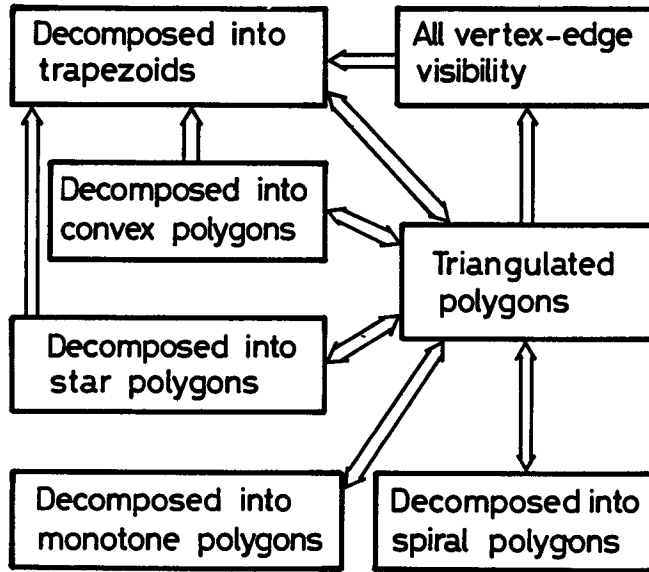 Decomposed into
trapezoids
All vertex-edge
visibility
Decomposed into
convex polygons
Triangulated
polygons
Decomposed into
star polygons
Decomposed into
monotone polygons
Decomposed into
spiral polygons